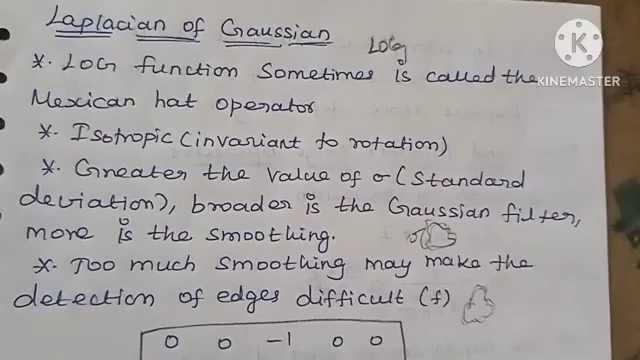 Laplacian of Gaussian
LOG
*. LOG function Sometimes is called the
Mexican hat operator
*. Isotropic (invariant to rotation)
*. Greater the value of σ (Standard
deviation), broader is the Gaussian filter,
more is the smoothing.
*. Too much smoothing may make the
detection of edges difficult (f)
0 0 -1 0 0
K
KINEMASTER